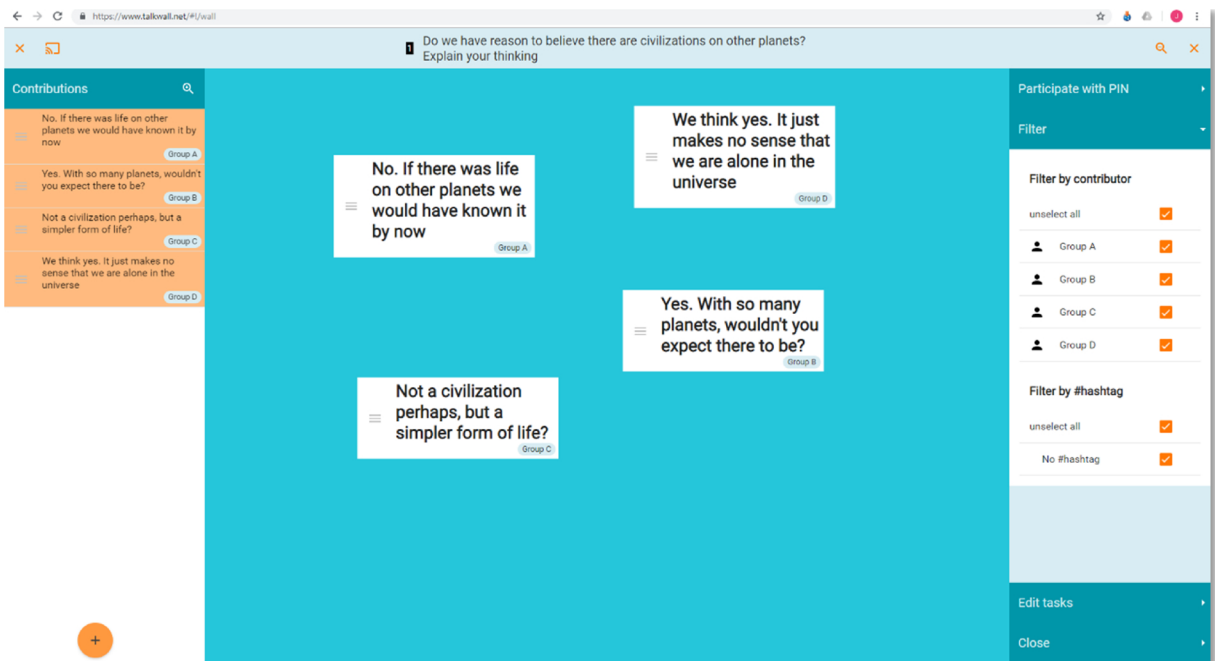 https://www.talkwall.net/#!/wall
1
Do we have reason to believe there are civilizations on other planets?
Explain your thinking
Contributions
No. If there was life on other
planets we would have known it by
now
Group A
Yes. With so many planets, wouldn't
you expect there to be?
Group B
Not a civilization perhaps, but a
simpler form of life?
Group C
We think yes. It just makes no
sense that we are alone in the
universe
Group D
No. If there was life
on other planets we
would have known it
by now
Group A
We think yes. It just
makes no sense that
we are alone in the
universe
Group D
Yes. With so many
planets, wouldn't you
expect there to be?
Group B
Not a civilization
perhaps, but a
simpler form of life?
Group C
Participate with PIN
Filter
Filter by contributor
unselect all
Group A
Group B
Group C
Group D
Filter by #hashtag
unselect all
No #hashtag
Edit tasks
Close